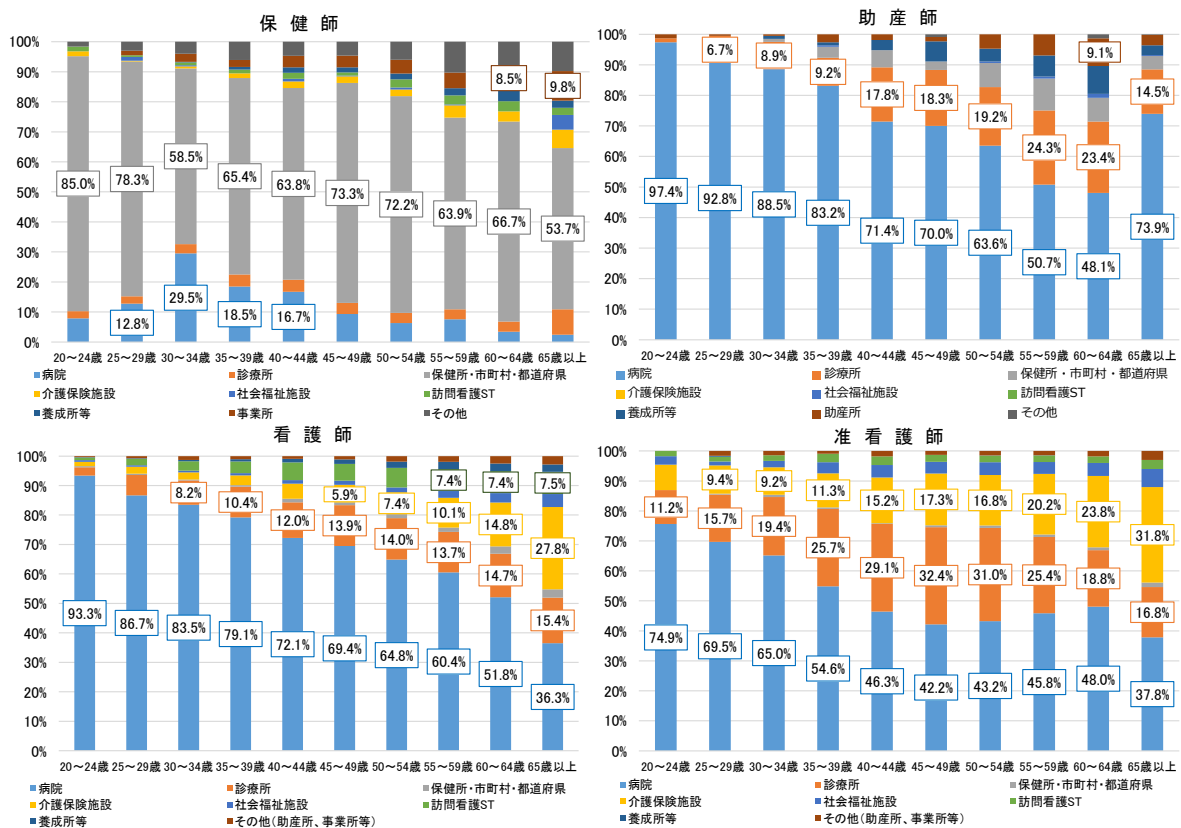 保 健 師
100%
90%
80%
70%
60%
50%
40%
30%
20%
10%
0%
8.5%
9.8%
58.5%
85.0%
78.3%
65.4%
63.8%
73.3%
72.2%
63.9%
66.7%
53.7%
12.8%
29.5%
18.5%
16.7%
20～24歳 25～29歳 30～34歳 35～39歳 40～44歳 45～49歳 50～54歳 55～59歳 60～64歳 65歳以上
病院 診療所 保健所・市町村・都道府県
介護保険施設 社会福祉施設 訪問看護ST
養成所等 事業所 その他
助 産 師
100%
90%
80%
70%
60%
50%
40%
30%
20%
10%
0%
6.7%
8.9%
9.2%
17.8%
18.3%
19.2%
24.3%
9.1%
23.4%
14.5%
97.4%
92.8%
88.5%
83.2%
71.4%
70.0%
63.6%
50.7%
48.1%
73.9%
20～24歳 25～29歳 30～34歳 35～39歳 40～44歳 45～49歳 50～54歳 55～59歳 60～64歳 65歳以上
病院 診療所 保健所・市町村・都道府県
介護保険施設 社会福祉施設 訪問看護ST
養成所等 助産所 その他
看 護 師
100%
90%
80%
70%
60%
50%
40%
30%
20%
10%
0%
7.4% 7.4% 7.5%
8.2% 10.4% 5.9% 7.4% 10.1% 14.8% 27.8%
12.0% 13.9% 14.0% 13.7% 14.7% 15.4%
93.3% 86.7% 83.5% 79.1% 72.1% 69.4% 64.8% 60.4% 51.8% 36.3%
20～24歳 25～29歳 30～34歳 35～39歳 40～44歳 45～49歳 50～54歳 55～59歳 60～64歳 65歳以上
病院 診療所 保健所・市町村・都道府県
介護保険施設 社会福祉施設 訪問看護ST
養成所等 その他(助産所、事業所等)
准 看 護 師
100%
90%
80%
70%
60%
50%
40%
30%
20%
10%
0%
9.4% 9.2% 11.3% 15.2% 17.3% 16.8% 20.2% 23.8% 31.8%
11.2% 15.7% 19.4% 25.7% 29.1% 32.4% 31.0% 25.4% 18.8% 16.8%
74.9% 69.5% 65.0% 54.6% 46.3% 42.2% 43.2% 45.8% 48.0% 37.8%
20～24歳 25～29歳 30～34歳 35～39歳 40～44歳 45～49歳 50～54歳 55～59歳 60～64歳 65歳以上
病院 診療所 保健所・市町村・都道府県
介護保険施設 社会福祉施設 訪問看護ST
養成所等 その他(助産所、事業所等)